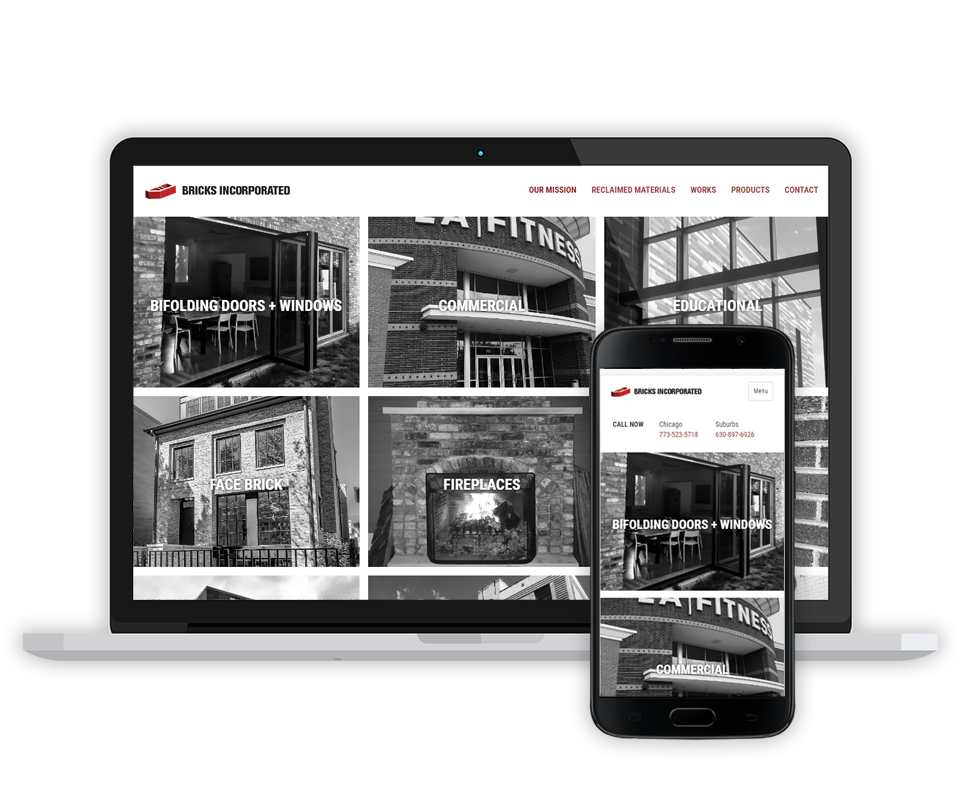 BRICKS INCORPORATED
OUR MISSION RECLAIMED MATERIALS WORKS PRODUCTS CONTACT
LA FITNESS
BIFOLDING DOORS + WINDOWS
COMMERCIAL
EDUCATIONAL
FACE BRICK
FIREPLACES
BRICKS INCORPORATED
Menu
CALL NOW Chicago Suburbs
773-523-5718 630-897-6926
BIFOLDING DOORS + WINDOWS
LA FITNESS
COMMERCIAL